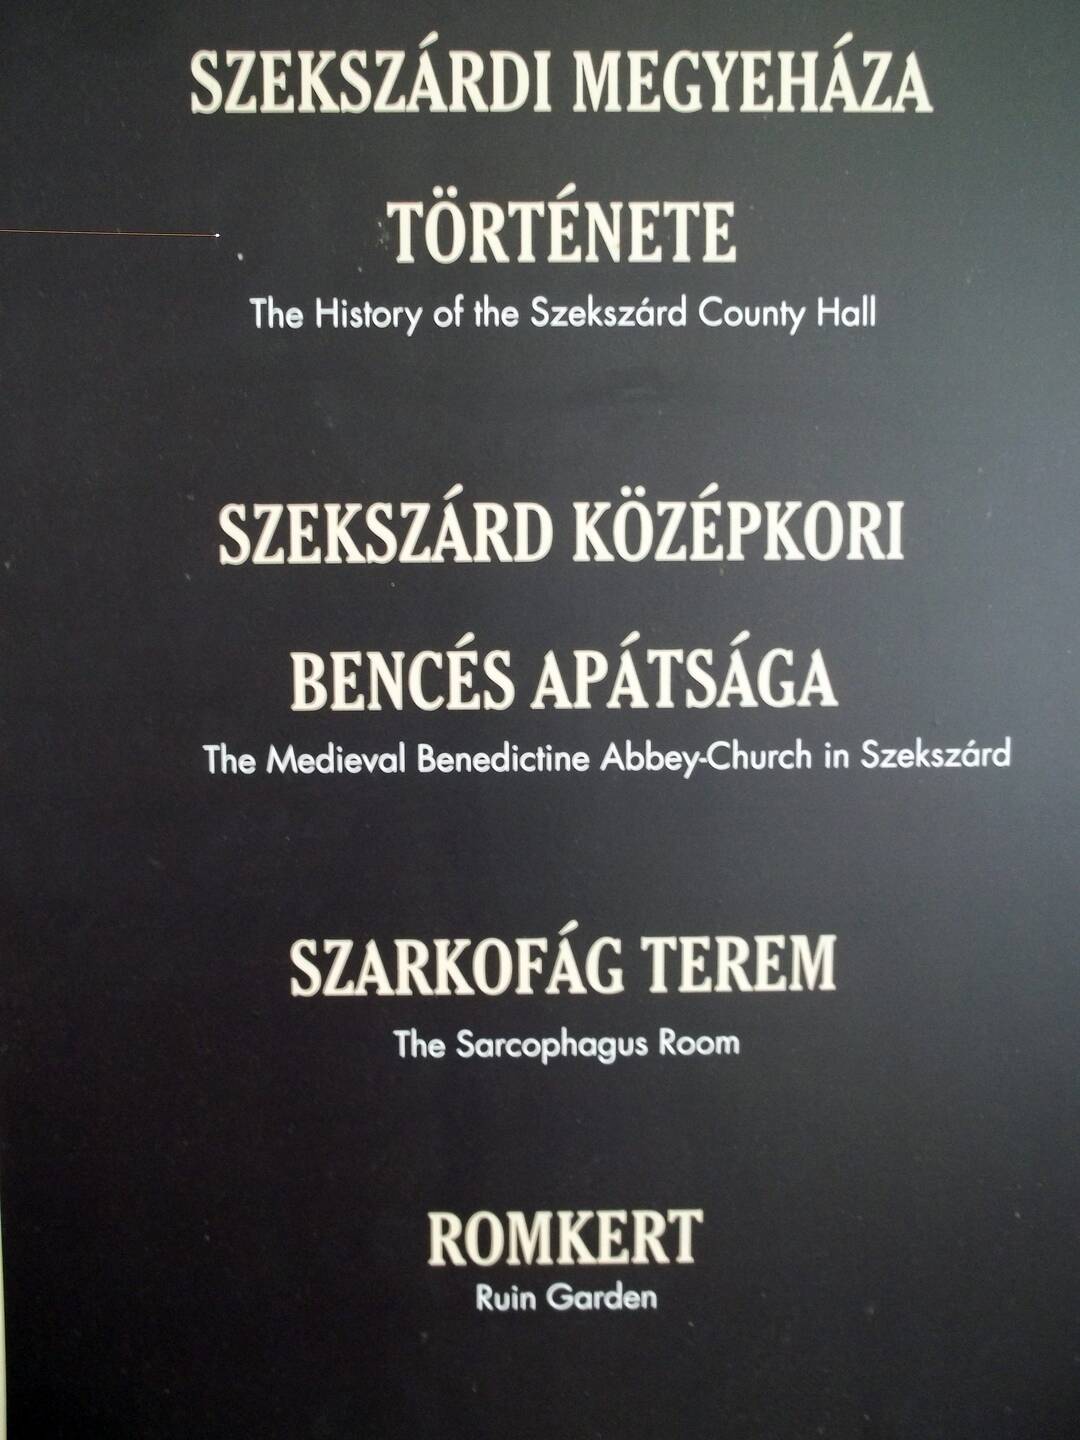 SZEKSZÁRDI MEGYEHÁZA
TÖRTÉNETE
The History of the Szekszárd County Hall
SZEKSZÁRD KÖZÉPKORI
BENCÉS APÁTSÁGA
The Medieval Benedictine Abbey-Church in Szekszárd
SZARKOFÁG TEREM
The Sarcophagus Room
ROMKERT
Ruin Garden